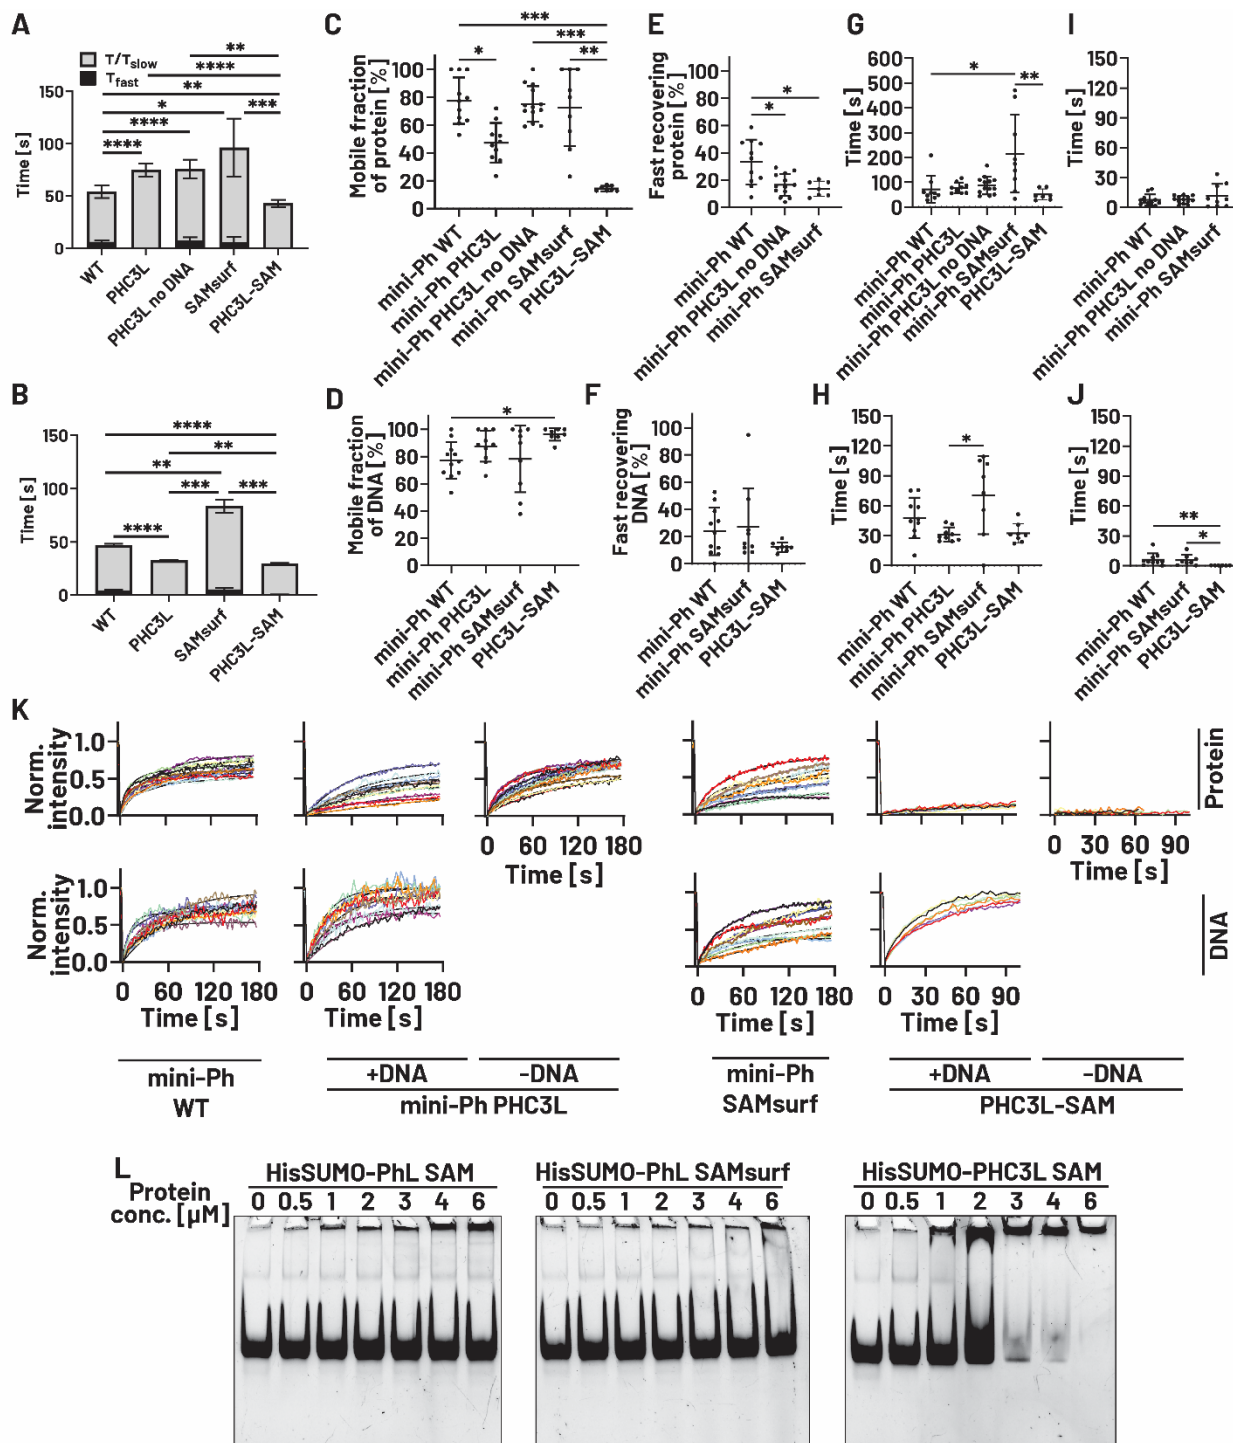 A
T/Tslow
Tfast
**
****
**
*
***
****
****
Time [s]
150
100
50
0
WT
PHC3L
PHC3L no DNA
SAMsurf
PHC3L-SAM
B
****
**
**
***
***
****
Time [s]
150
100
50
0
WT
PHC3L
SAMsurf
PHC3L-SAM
C
***
***
*
**
Mobile fraction
of protein [%]
100
80
60
40
20
0
mini-Ph WT
mini-Ph PHC3L
mini-Ph PHC3L no DNA
mini-Ph SAMsurf
PHC3L-SAM
D
*
Mobile fraction
of DNA [%]
100
80
60
40
20
0
mini-Ph WT
mini-Ph PHC3L
mini-Ph SAMsurf
PHC3L-SAM
E
*
*
Fast recovering
protein [%]
100
80
60
40
20
0
mini-Ph WT
mini-Ph PHC3L no DNA
mini-Ph SAMsurf
F
Fast recovering
DNA [%]
100
80
60
40
20
0
mini-Ph WT
mini-Ph SAMsurf
PHC3L-SAM
G
*
**
Time [s]
600
500
400
300
200
100
0
mini-Ph WT
mini-Ph PHC3L
mini-Ph PHC3L no DNA
mini-Ph SAMsurf
PHC3L-SAM
H
*
Time [s]
150
120
90
60
30
0
mini-Ph WT
mini-Ph PHC3L
mini-Ph SAMsurf
PHC3L-SAM
I
Time [s]
150
120
90
60
30
0
mini-Ph WT
mini-Ph PHC3L no DNA
mini-Ph SAMsurf
J
**
*
Time [s]
150
120
90
60
30
0
mini-Ph WT
mini-Ph SAMsurf
PHC3L-SAM
K
Norm.
intensity
1.0
0.5
0.0
0 60 120 180
Time [s]
0 30 60 90
Time [s]
Protein
Norm.
intensity
1.0
0.5
0.0
0 60 120 180
Time [s]
0 60 120 180
Time [s]
0 60 120 180
Time [s]
0 30 60 90
Time [s]
DNA
mini-Ph
WT
+DNA
-DNA
mini-Ph PHC3L
mini-Ph
SAMsurf
+DNA
-DNA
PHC3L-SAM
L
HisSUMO-PhL SAM
HisSUMO-PhL SAMsurf
HisSUMO-PHC3L SAM
Protein
conc. [µM]
0 0.5 1 2 3 4 6
0 0.5 1 2 3 4 6
0 0.5 1 2 3 4 6